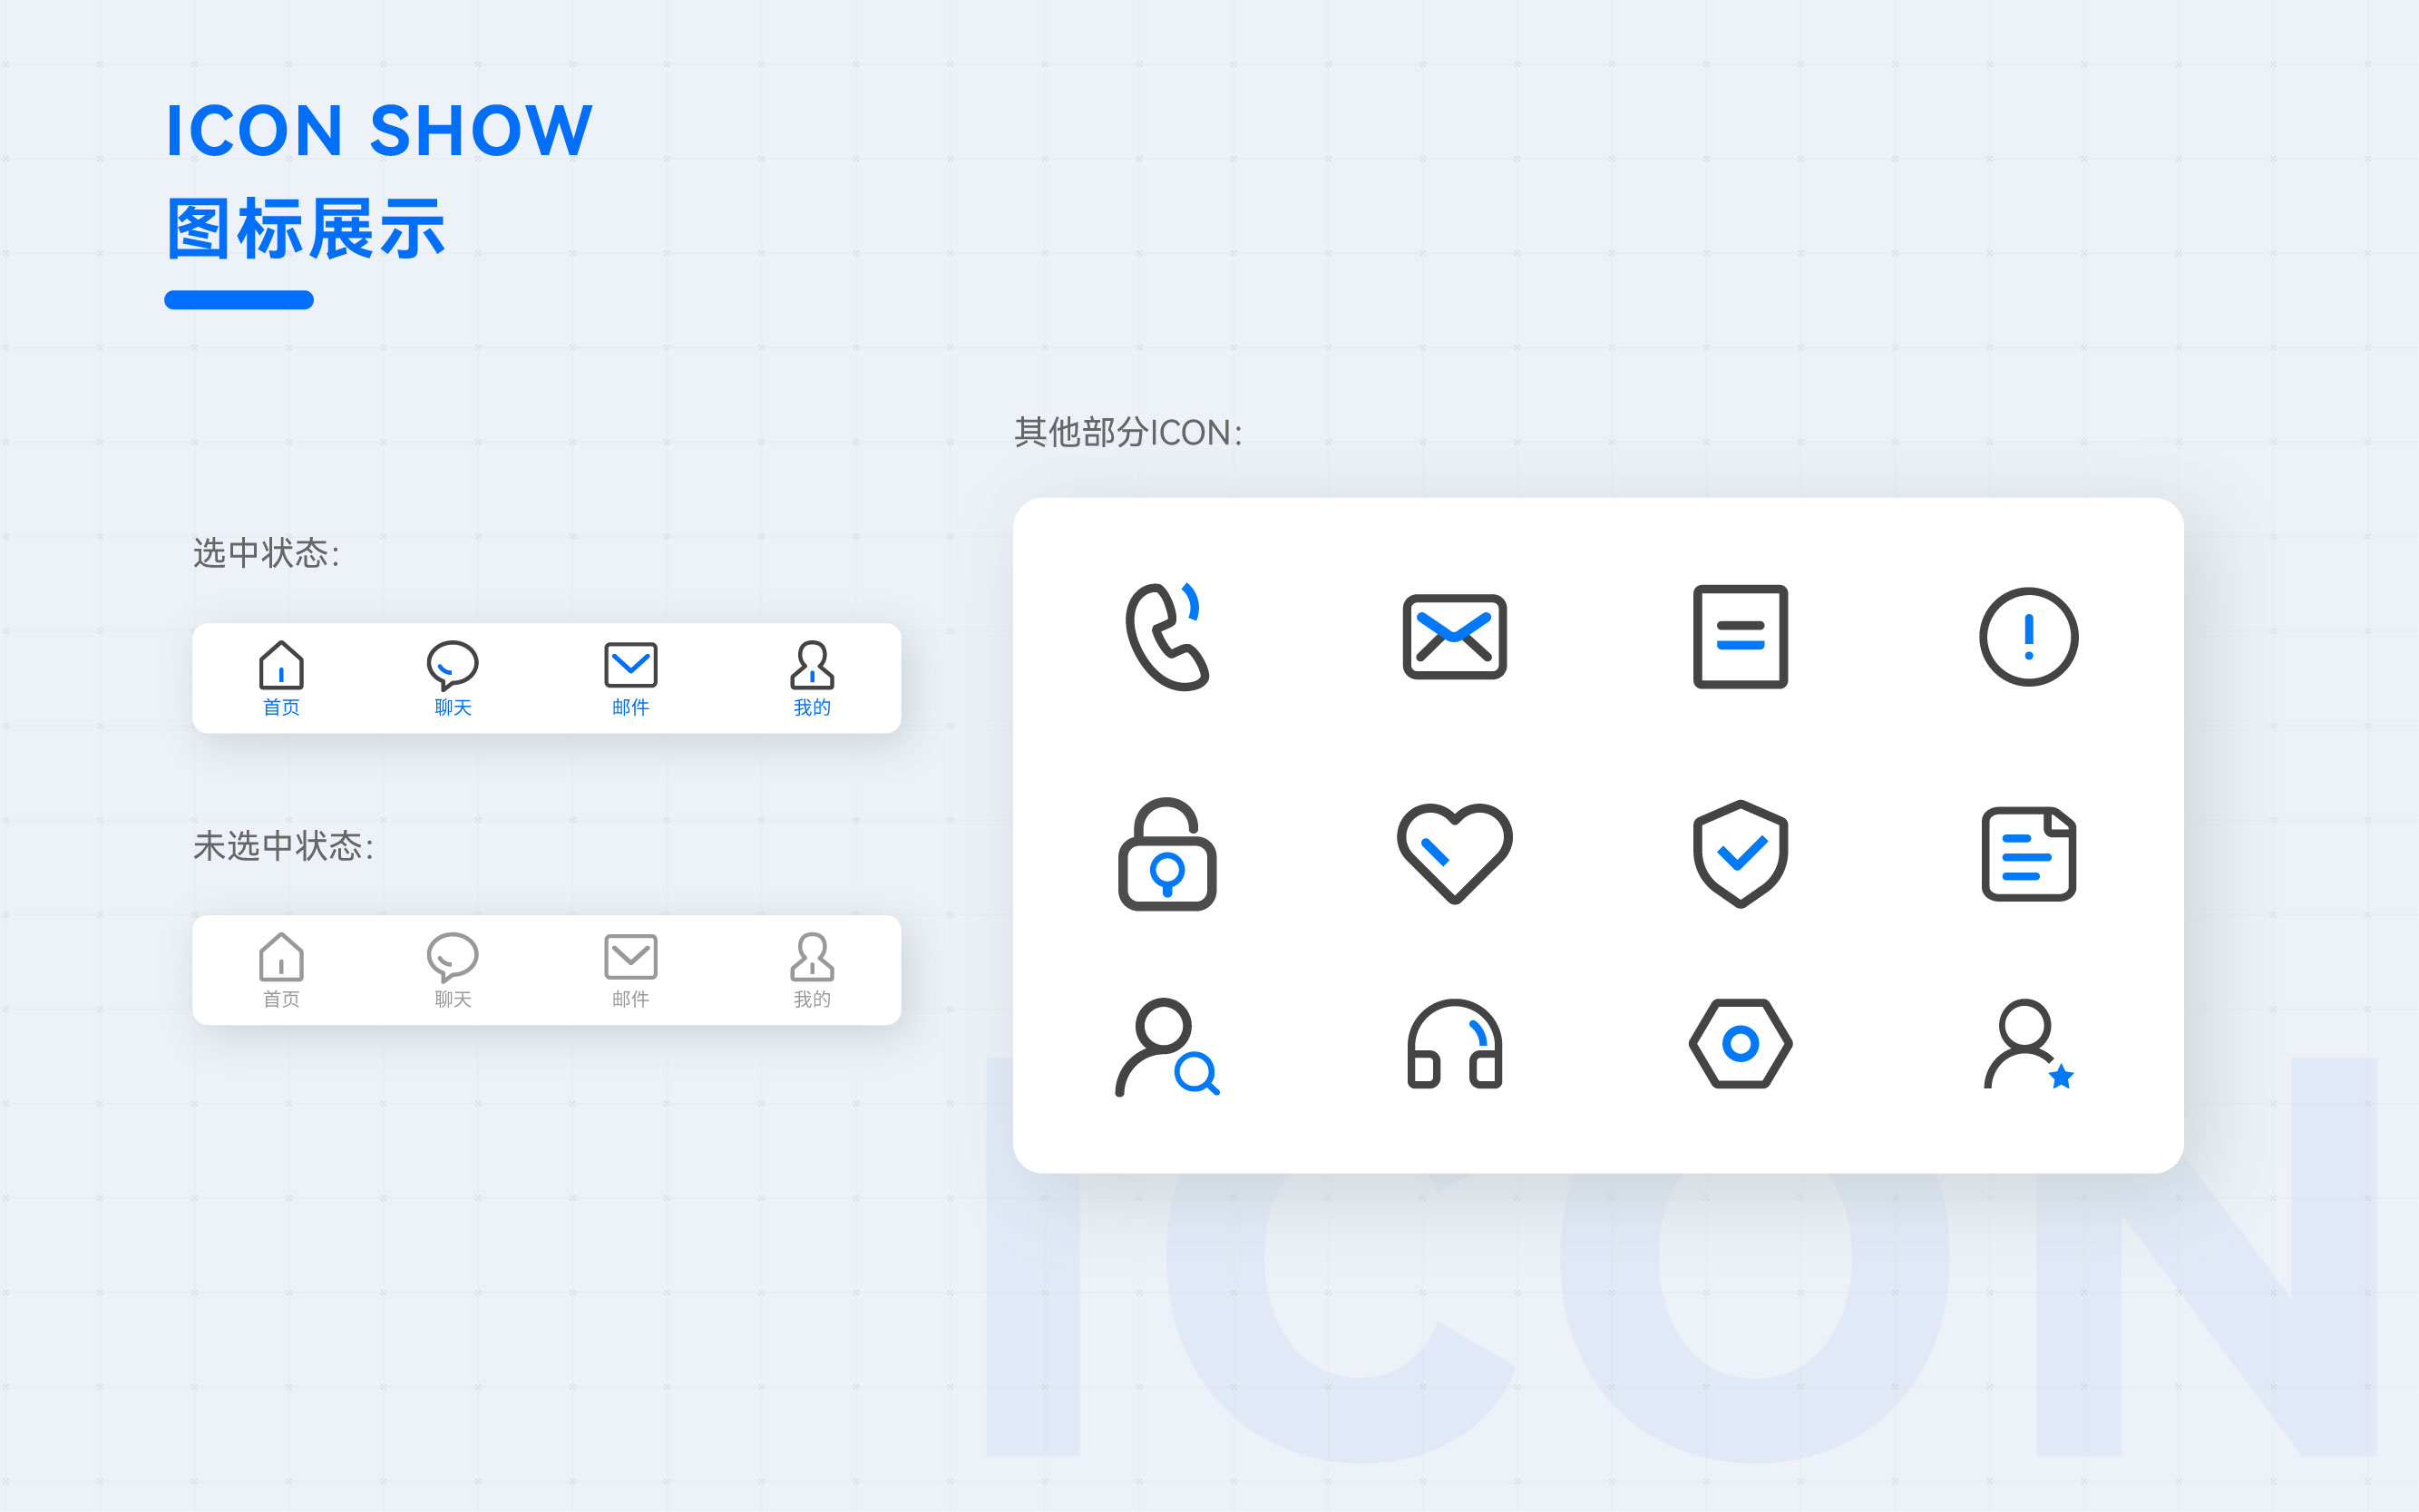 ICON SHOW
图标展示
其他部分ICON：
选中状态：
首页 聊天 邮件 我的
未选中状态：
首页 聊天 邮件 我的
ICON